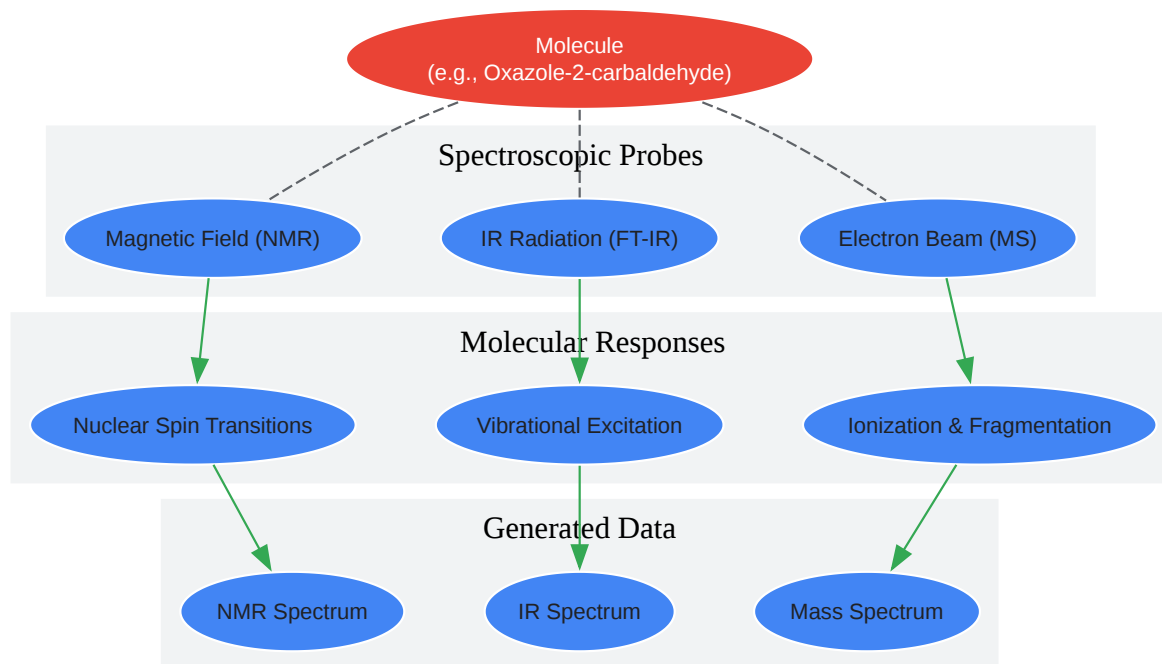 Molecule
(e.g., Oxazole-2-carbaldehyde)
Spectroscopic Probes
Magnetic Field (NMR)
IR Radiation (FT-IR)
Electron Beam (MS)
Molecular Responses
Nuclear Spin Transitions
Vibrational Excitation
Ionization & Fragmentation
Generated Data
NMR Spectrum
IR Spectrum
Mass Spectrum